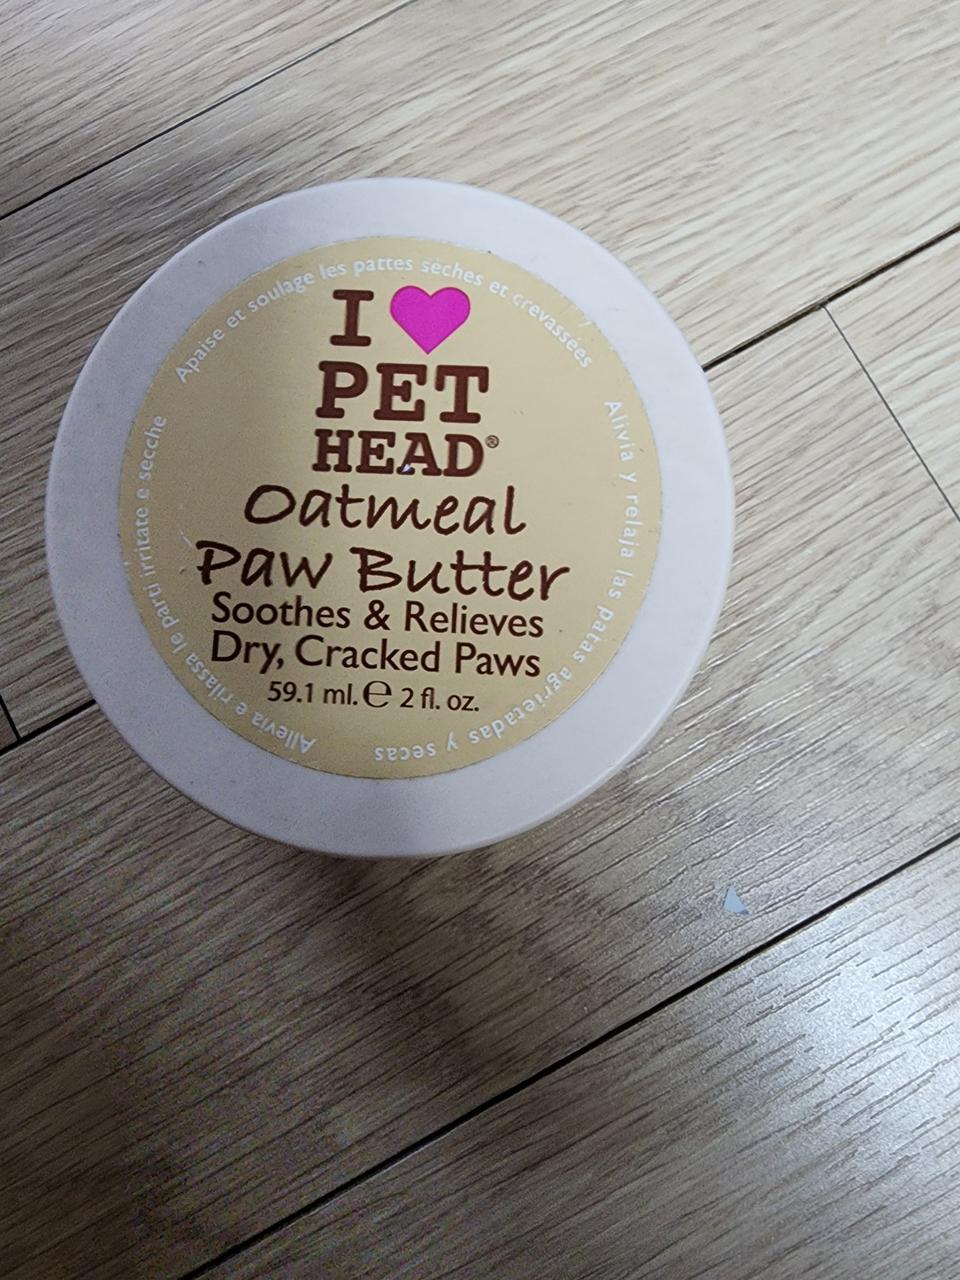 I
PET
HEAD®
Oatmeal
Paw Butter
Soothes & Relieves
Dry, Cracked Paws
59.1 ml. ℮ 2 fl. oz.
Apaise et soulage les pattes sèches et crevassées
Alivia y relaja las patas agrietadas y secas
Allevia e rilassa le parti irritate e secche